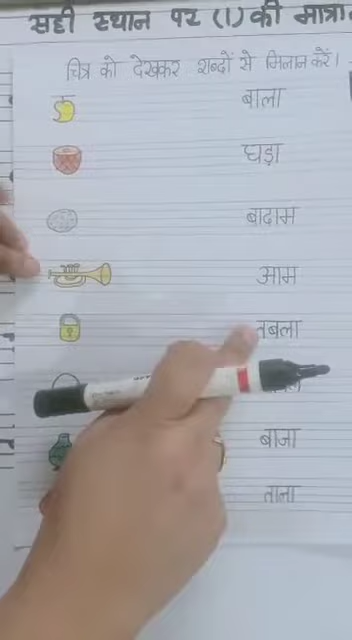 सही स्थान पर (ा) की मात्रा
चित्र को देखकर शब्दों से मिलान करें।
बाला
घड़ा
बादाम
आम
तबला
बाजा
ताना